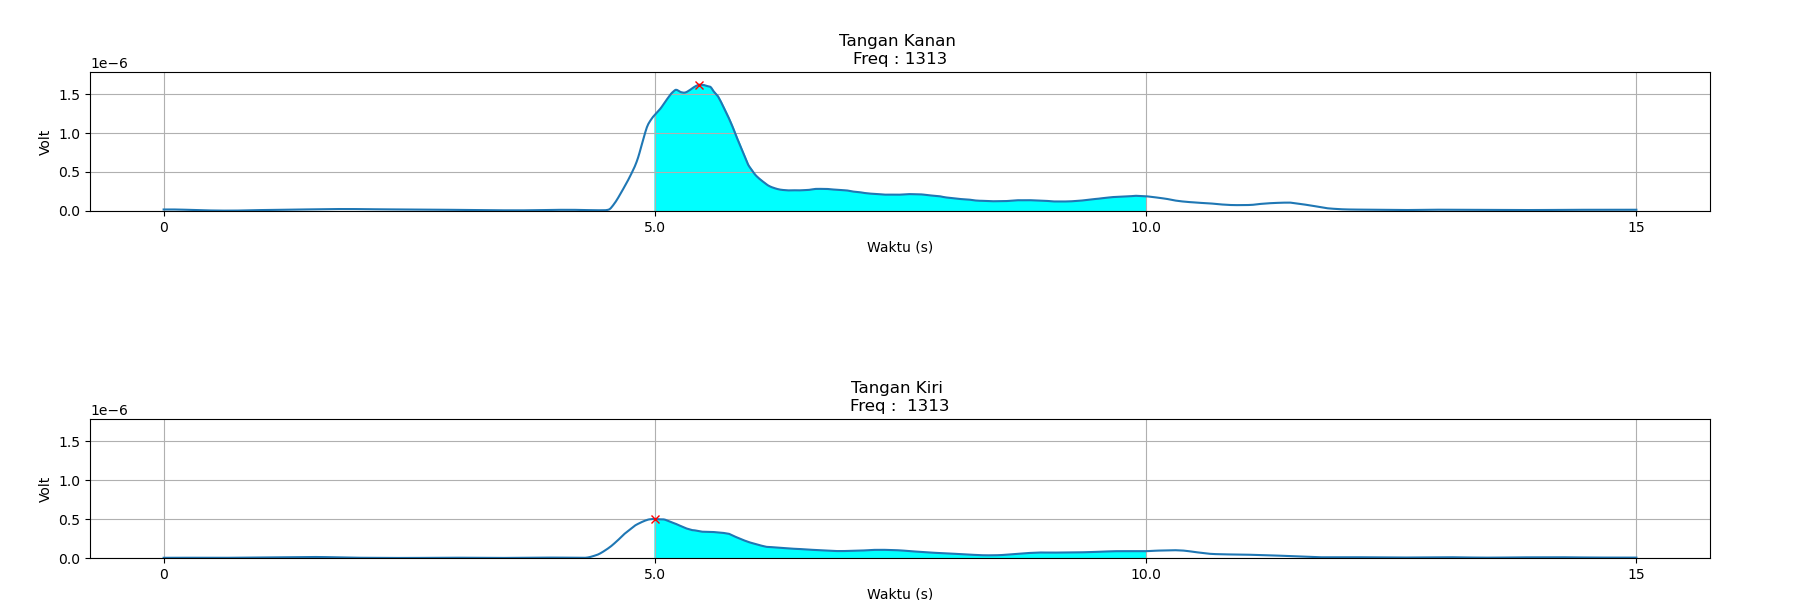 Tangan Kanan
Freq : 1313
1e−6
Volt
1.5
1.0
0.5
0.0
0 5.0 10.0 15
Waktu (s)
Tangan Kiri
Freq :  1313
1e−6
Volt
1.5
1.0
0.5
0.0
0 5.0 10.0 15
Waktu (s)